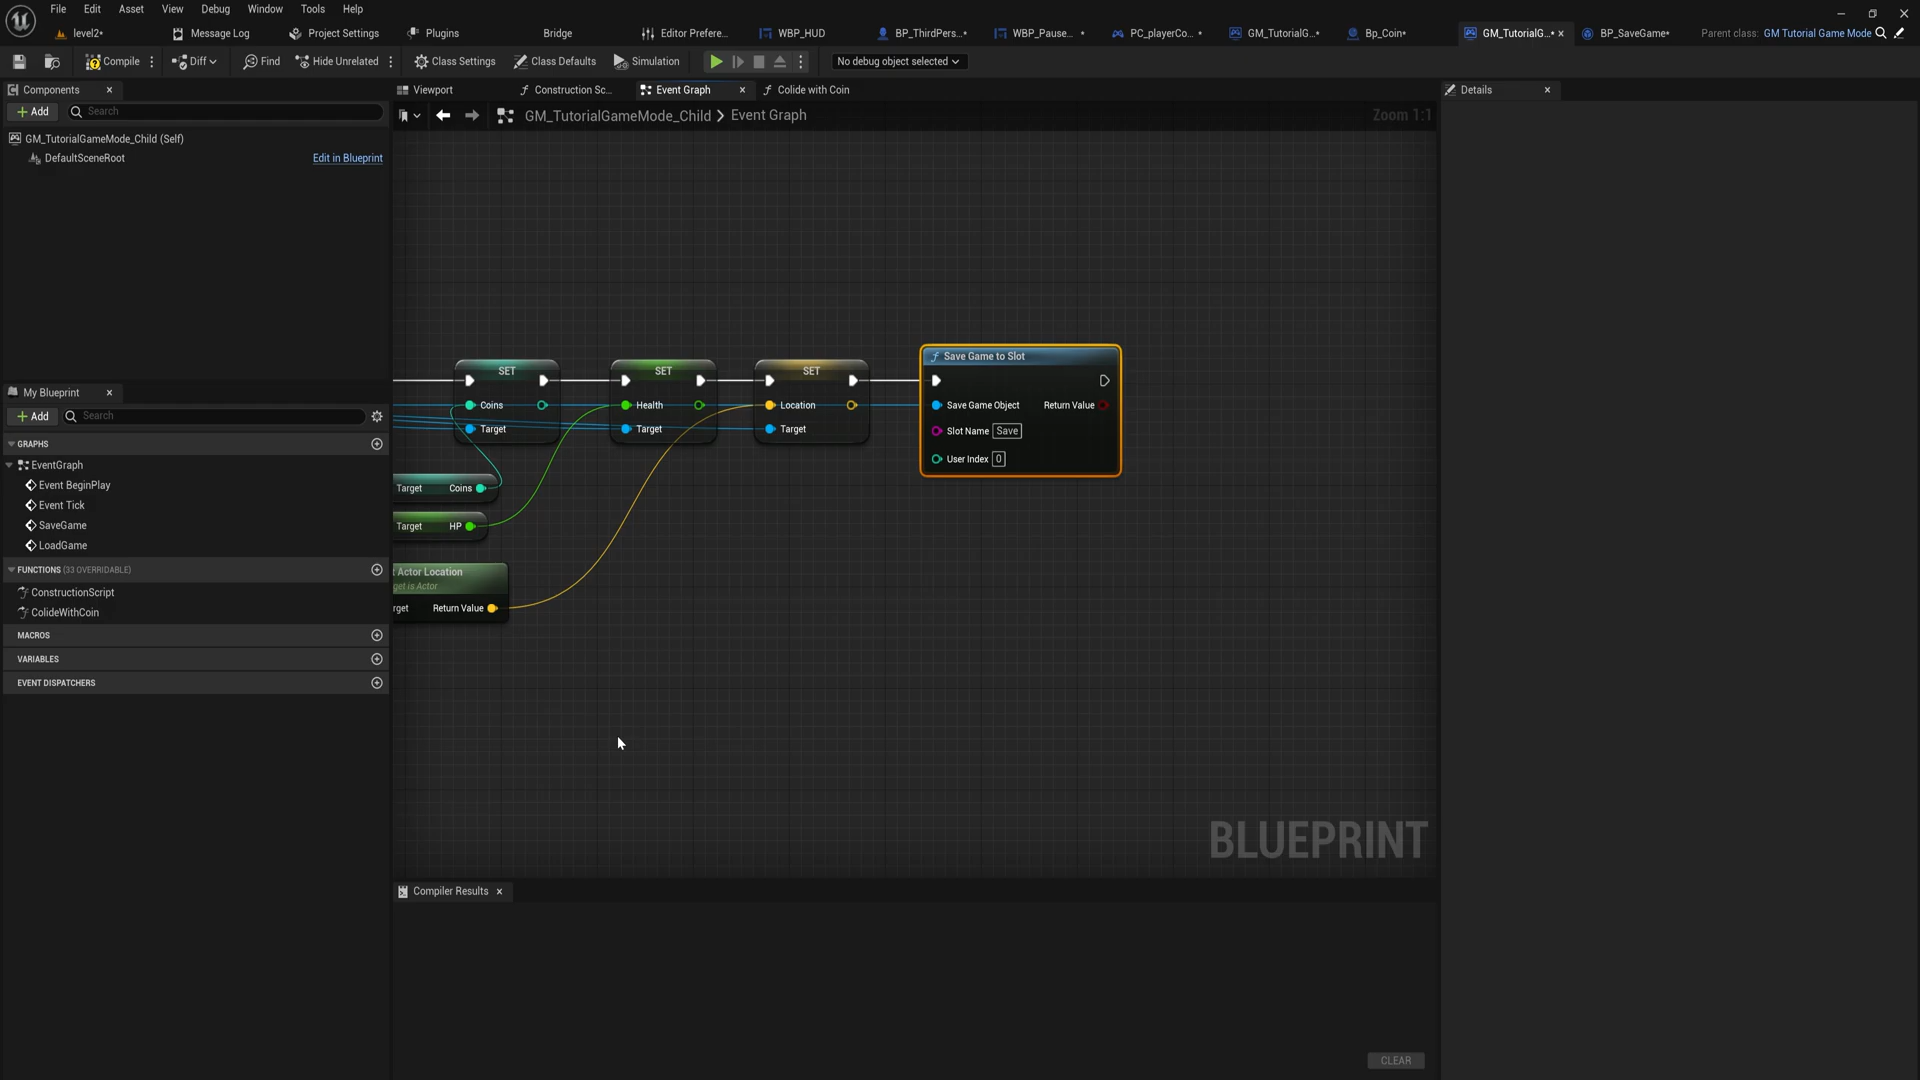 File Edit Asset View Debug Window Tools Help
level2* Message Log Project Settings Plugins Bridge Editor Prefere... WBP_HUD BP_ThirdPers...* WBP_Pause... * PC_playerCo... * GM_TutorialG...* Bp_Coin* GM_TutorialG...* BP_SaveGame* Parent class: GM Tutorial Game Mode
Compile Diff Find Hide Unrelated Class Settings Class Defaults Simulation No debug object selected
Components
Viewport Construction Sc... Event Graph Colide with Coin
Details
Add Search
GM_TutorialGameMode_Child > Event Graph
Zoom 1:1
GM_TutorialGameMode_Child (Self)
DefaultSceneRoot Edit in Blueprint
My Blueprint
Add Search
GRAPHS
EventGraph
Event BeginPlay
Event Tick
SaveGame
LoadGame
FUNCTIONS (33 OVERRIDABLE)
ConstructionScript
ColideWithCoin
MACROS
VARIABLES
EVENT DISPATCHERS
SET
Coins
Target
SET
Health
Target
SET
Location
Target
Save Game to Slot
Save Game Object Return Value
Slot Name Save
User Index 0
Target Coins
Target HP
t Actor Location
get is Actor
rget Return Value
BLUEPRINT
Compiler Results
CLEAR